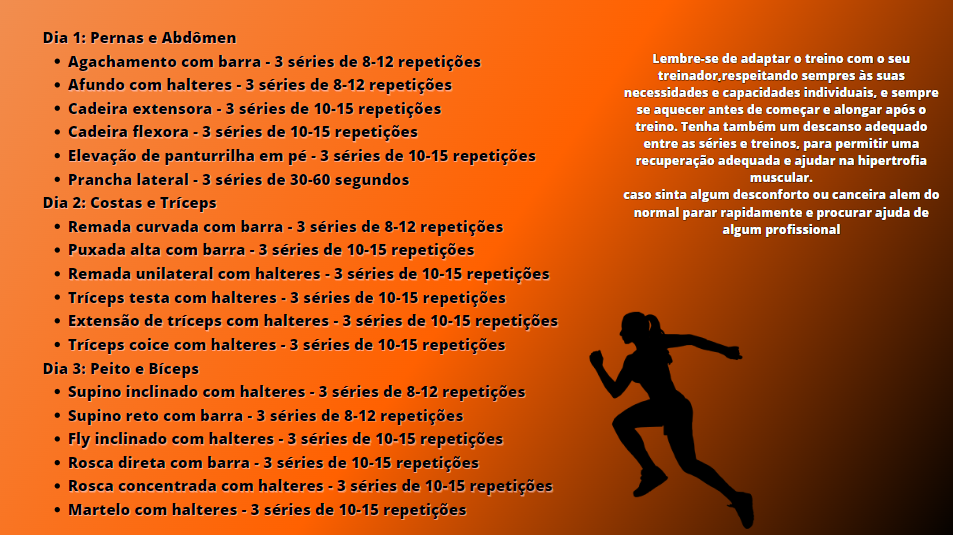 Dia 1: Pernas e Abdômen
• Agachamento com barra - 3 séries de 8-12 repetições
• Afundo com halteres - 3 séries de 8-12 repetições
• Cadeira extensora - 3 séries de 10-15 repetições
• Cadeira flexora - 3 séries de 10-15 repetições
• Elevação de panturrilha em pé - 3 séries de 10-15 repetições
• Prancha lateral - 3 séries de 30-60 segundos
Dia 2: Costas e Tríceps
• Remada curvada com barra - 3 séries de 8-12 repetições
• Puxada alta com barra - 3 séries de 10-15 repetições
• Remada unilateral com halteres - 3 séries de 10-15 repetições
• Tríceps testa com halteres - 3 séries de 10-15 repetições
• Extensão de tríceps com halteres - 3 séries de 10-15 repetições
• Tríceps coice com halteres - 3 séries de 10-15 repetições
Dia 3: Peito e Bíceps
• Supino inclinado com halteres - 3 séries de 8-12 repetições
• Supino reto com barra - 3 séries de 8-12 repetições
• Fly inclinado com halteres - 3 séries de 10-15 repetições
• Rosca direta com barra - 3 séries de 10-15 repetições
• Rosca concentrada com halteres - 3 séries de 10-15 repetições
• Martelo com halteres - 3 séries de 10-15 repetições
Lembre-se de adaptar o treino com o seu
treinador,respeitando sempre às suas
necessidades e capacidades individuais, e sempre
se aquecer antes de começar e alongar após o
treino. Tenha também um descanso adequado
entre as séries e treinos, para permitir uma
recuperação adequada e ajudar na hipertrofia
muscular.
caso sinta algum desconforto ou canceira alem do
normal parar rapidamente e procurar ajuda de
algum profissional